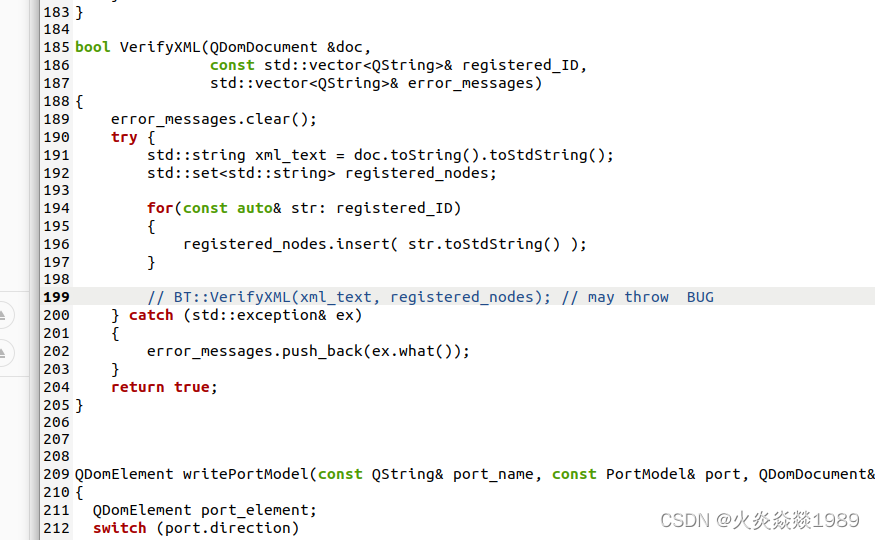 183 }
184
185 bool VerifyXML(QDomDocument &doc,
186                const std::vector<QString>& registered_ID,
187                std::vector<QString>& error_messages)
188 {
189     error_messages.clear();
190     try {
191         std::string xml_text = doc.toString().toStdString();
192         std::set<std::string> registered_nodes;
193
194         for(const auto& str: registered_ID)
195         {
196             registered_nodes.insert( str.toStdString() );
197         }
198
199         // BT::VerifyXML(xml_text, registered_nodes); // may throw  BUG
200     } catch (std::exception& ex)
201     {
202         error_messages.push_back(ex.what());
203     }
204     return true;
205 }
206
207
208
209 QDomElement writePortModel(const QString& port_name, const PortModel& port, QDomDocument&
210 {
211   QDomElement port_element;
212   switch (port.direction)
CSDN @火炎焱燚1989